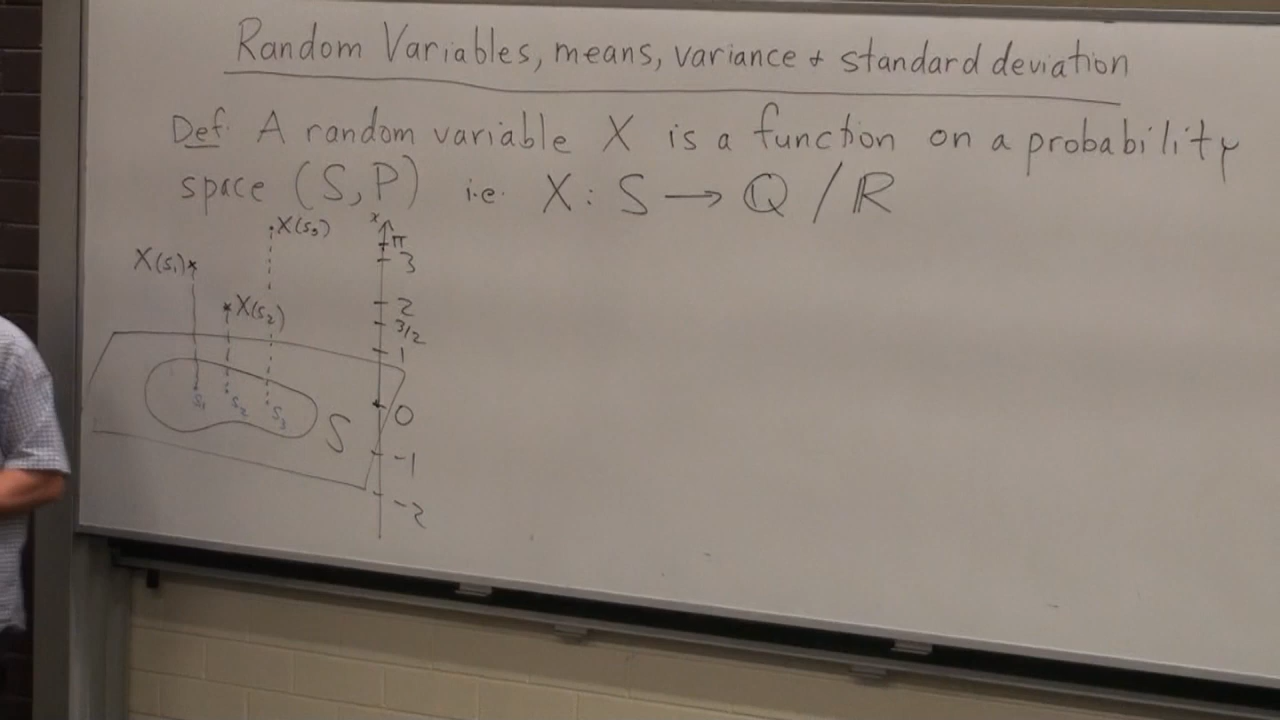 Random Variables, means, variance + standard deviation
Def. A random variable X is a function on a probability
space (S,P) i.e. X : S → Q / R
X(s₃)
x
π
3
X(s₁)
2
X(s₂)
3/2
1
s₁ s₂ s₃
0
S
-1
-2